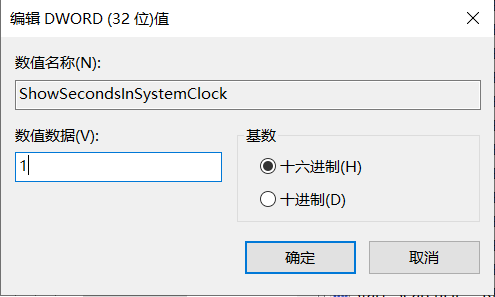 编辑 DWORD (32 位)值
数值名称(N):
ShowSecondsInSystemClock
数值数据(V):
基数
1
十六进制(H)
十进制(D)
确定
取消